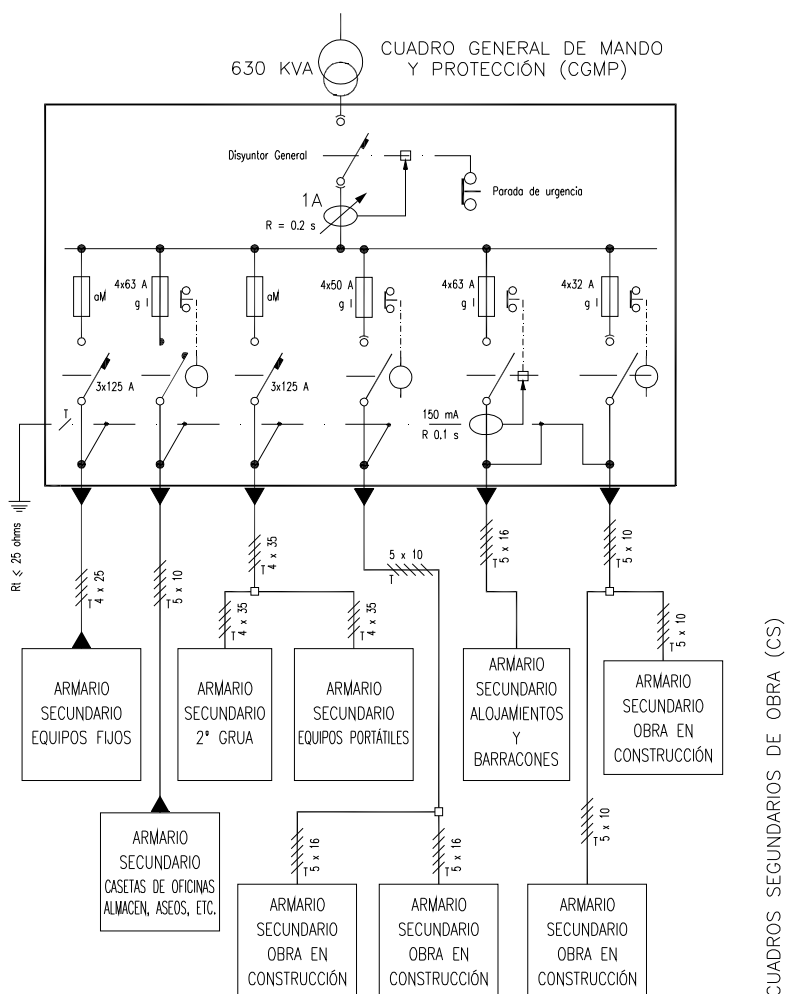 630 KVA
CUADRO GENERAL DE MANDO
Y PROTECCIÓN (CGMP)
Disyuntor General
Parada de urgencia
1A
R = 0.2 s
aM
4x63 A
g I
aM
4x50 A
g I
4x63 A
g I
4x32 A
g I
3x125 A
3x125 A
T
150 mA
R 0.1 s
Rt ≤ 25 ohms
T 4 x 25
T 5 x 10
T 4 x 35
5 x 10
T
T 5 x 16
T 5 x 10
T 4 x 35
T 4 x 35
T 5 x 10
ARMARIO
SECUNDARIO
EQUIPOS FIJOS
ARMARIO
SECUNDARIO
2ª GRUA
ARMARIO
SECUNDARIO
EQUIPOS PORTÁTILES
ARMARIO
SECUNDARIO
ALOJAMIENTOS
Y
BARRACONES
ARMARIO
SECUNDARIO
OBRA EN
CONSTRUCCIÓN
ARMARIO
SECUNDARIO
CASETAS DE OFICINAS
ALMACEN, ASEOS, ETC.
T 5 x 16
T 5 x 16
T 5 x 10
ARMARIO
SECUNDARIO
OBRA EN
CONSTRUCCIÓN
ARMARIO
SECUNDARIO
OBRA EN
CONSTRUCCIÓN
ARMARIO
SECUNDARIO
OBRA EN
CONSTRUCCIÓN
CUADROS SEGUNDARIOS DE OBRA (CS)